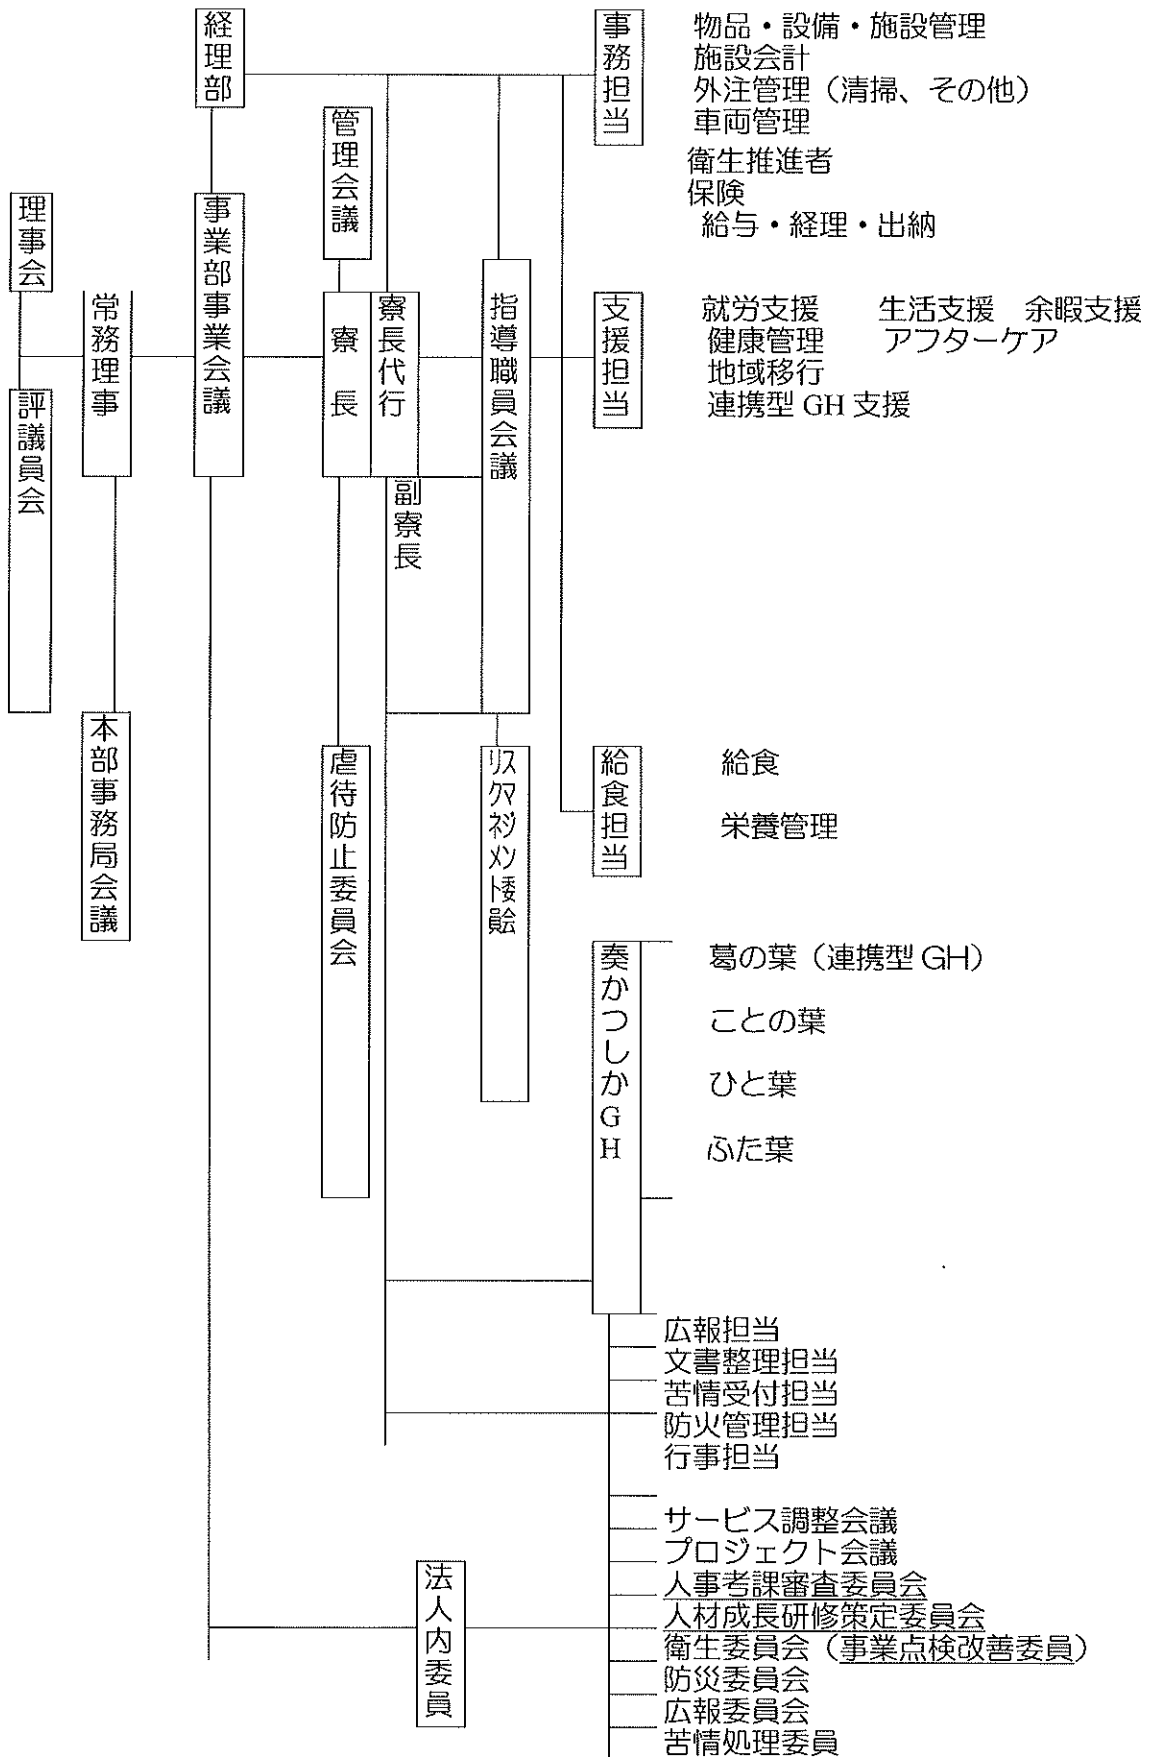 経理部
事務担当
物品・設備・施設管理
施設会計
外注管理（清掃、その他）
車両管理
衛生推進者
保険
給与・経理・出納
管理会議
理事会
事業部事業会議
常務理事
評議員会
寮長
寮長代行
指導職員会議
支援担当
就労支援　生活支援　余暇支援
健康管理　アフターケア
地域移行
連携型 GH 支援
副寮長
本部事務局会議
虐待防止委員会
リスクマネジメント委員会
給食担当
給食
栄養管理
奏かつしかGH
葛の葉（連携型 GH）
ことの葉
ひと葉
ふた葉
広報担当
文書整理担当
苦情受付担当
防火管理担当
行事担当
法人内委員
サービス調整会議
プロジェクト会議
人事考課審査委員会
人材成長研修策定委員会
衛生委員会（事業点検改善委員）
防災委員会
広報委員会
苦情処理委員